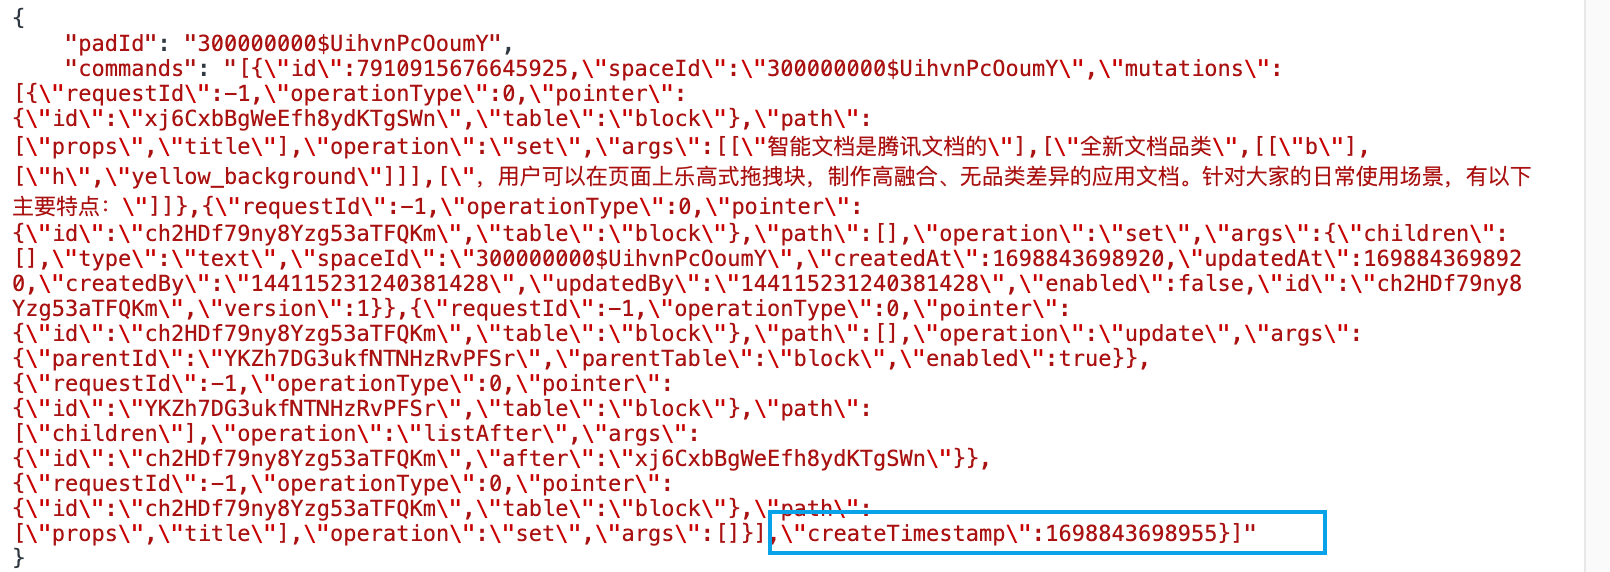 {
"padId": "300000000$UihvnPcOoumY",
"commands": "[{\"id\":7910915676645925,\"spaceId\":\"300000000$UihvnPcOoumY\",\"mutations\":
[{\"requestId\":-1,\"operationType\":0,\"pointer\":
{\"id\":\"xj6CxbBgWeEfh8ydKTgSWn\",\"table\":\"block\"},\"path\":
[\"props\",\"title\"],\"operation\":\"set\",\"args\":[[\"智能文档是腾讯文档的\"],[\"全新文档品类\",[[\"b\"],
[\"h\",\"yellow_background\"]]],[\"，用户可以在页面上乐高式拖拽块，制作高融合、无品类差异的应用文档。针对大家的日常使用场景，有以下
主要特点：\"]]},{\"requestId\":-1,\"operationType\":0,\"pointer\":
{\"id\":\"ch2HDf79ny8Yzg53aTFQKm\",\"table\":\"block\"},\"path\":[],\"operation\":\"set\",\"args\":{\"children\":
[],\"type\":\"text\",\"spaceId\":\"300000000$UihvnPcOoumY\",\"createdAt\":1698843698920,\"updatedAt\":169884369892
0,\"createdBy\":\"144115231240381428\",\"updatedBy\":\"144115231240381428\",\"enabled\":false,\"id\":\"ch2HDf79ny8
Yzg53aTFQKm\",\"version\":1}},{\"requestId\":-1,\"operationType\":0,\"pointer\":
{\"id\":\"ch2HDf79ny8Yzg53aTFQKm\",\"table\":\"block\"},\"path\":[],\"operation\":\"update\",\"args\":
{\"parentId\":\"YKZh7DG3ukfNTNHzRvPFSr\",\"parentTable\":\"block\",\"enabled\":true}},
{\"requestId\":-1,\"operationType\":0,\"pointer\":
{\"id\":\"YKZh7DG3ukfNTNHzRvPFSr\",\"table\":\"block\"},\"path\":
[\"children\"],\"operation\":\"listAfter\",\"args\":
{\"id\":\"ch2HDf79ny8Yzg53aTFQKm\",\"after\":\"xj6CxbBgWeEfh8ydKTgSWn\"}},
{\"requestId\":-1,\"operationType\":0,\"pointer\":
{\"id\":\"ch2HDf79ny8Yzg53aTFQKm\",\"table\":\"block\"},\"path\":
[\"props\",\"title\"],\"operation\":\"set\",\"args\":[]}],\"createTimestamp\":1698843698955}]"
}